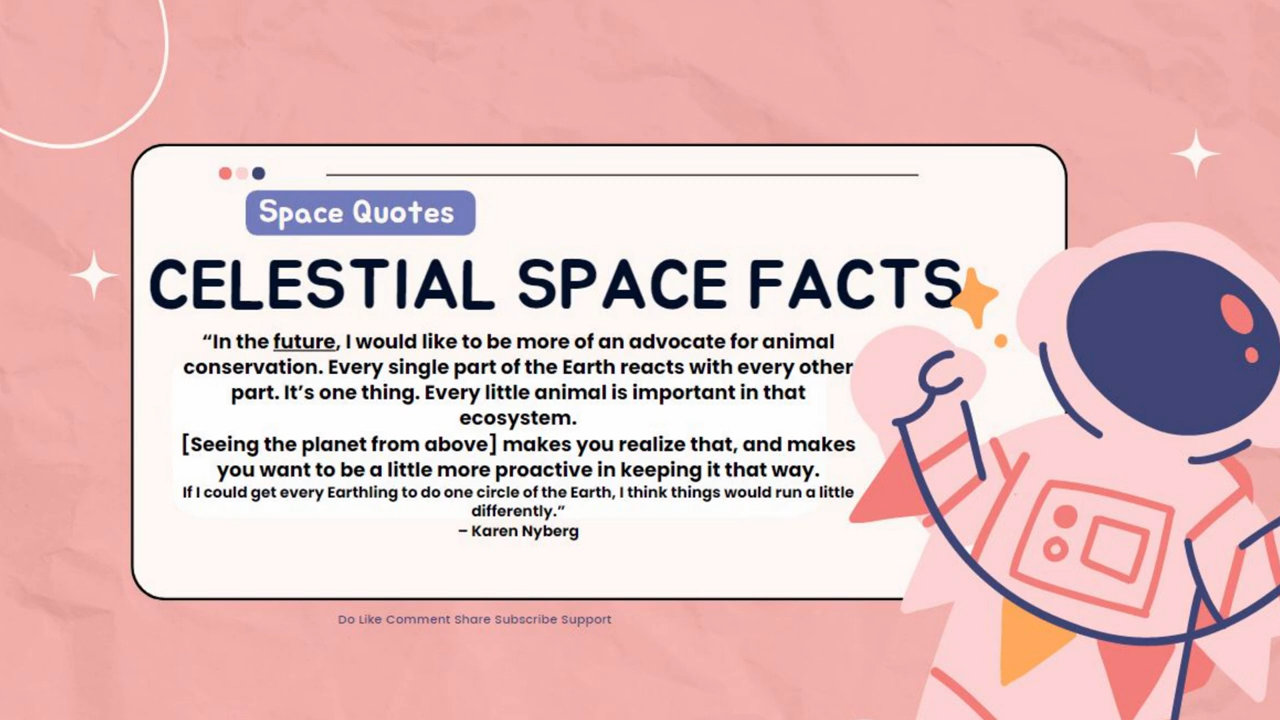 Space Quotes
CELESTIAL SPACE FACTS
“In the future, I would like to be more of an advocate for animal
conservation. Every single part of the Earth reacts with every other
part. It’s one thing. Every little animal is important in that
ecosystem.
[Seeing the planet from above] makes you realize that, and makes
you want to be a little more proactive in keeping it that way.
If I could get every Earthling to do one circle of the Earth, I think things would run a little
differently.”
– Karen Nyberg
Do Like Comment Share Subscribe Support